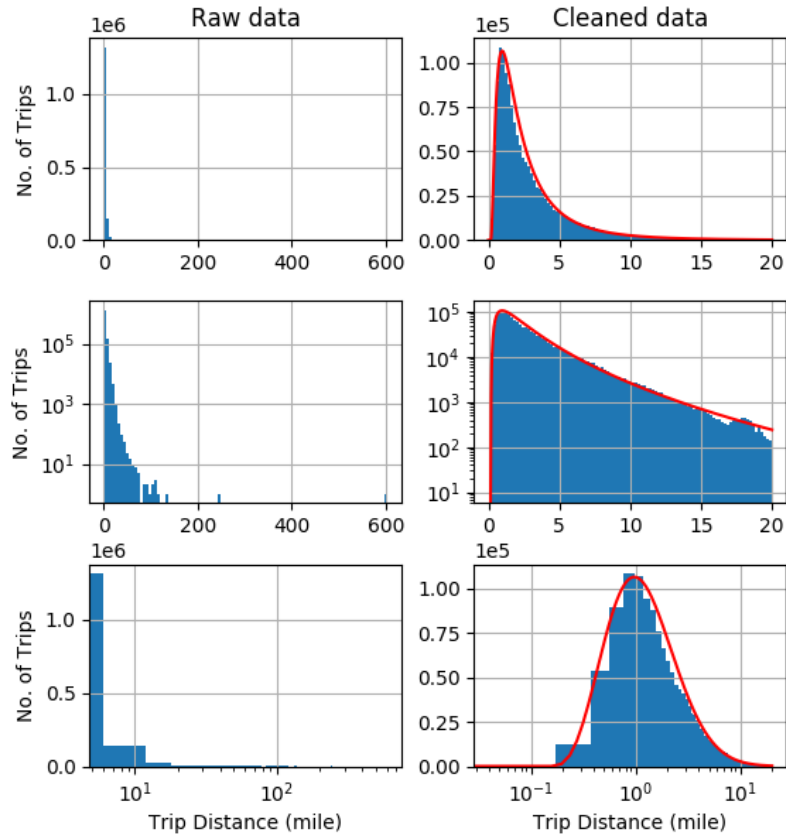 Raw data
Cleaned data
1e6
1e5
No. of Trips
1.0
0.5
0.0
0 200 400 600
1.00
0.75
0.50
0.25
0.00
0 5 10 15 20
No. of Trips
10^5
10^3
10^1
0 200 400 600
10^5
10^4
10^3
10^2
10^1
0 5 10 15 20
1e6
1e5
No. of Trips
1.0
0.5
0.0
10^1 10^2
Trip Distance (mile)
1.00
0.75
0.50
0.25
0.00
10^-1 10^0 10^1
Trip Distance (mile)